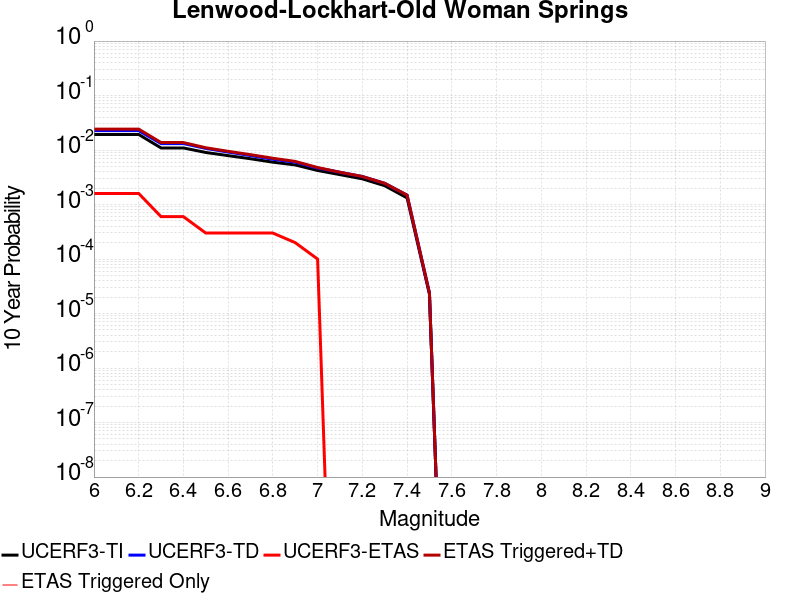 Lenwood-Lockhart-Old Woman Springs
10^0
10^-1
10^-2
10^-3
10^-4
10^-5
10^-6
10^-7
10^-8
10 Year Probability
6 6.2 6.4 6.6 6.8 7 7.2 7.4 7.6 7.8 8 8.2 8.4 8.6 8.8 9
Magnitude
UCERF3-TI UCERF3-TD UCERF3-ETAS ETAS Triggered+TD
ETAS Triggered Only